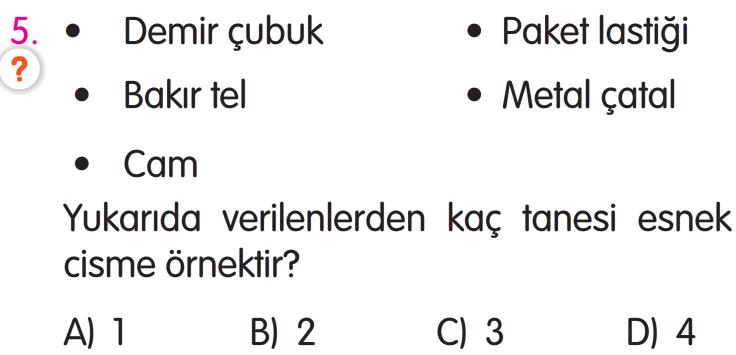 5. • Demir çubuk • Paket lastiği
?
• Bakır tel • Metal çatal
• Cam
Yukarıda verilenlerden kaç tanesi esnek
cisme örnektir?
A) 1 B) 2 C) 3 D) 4